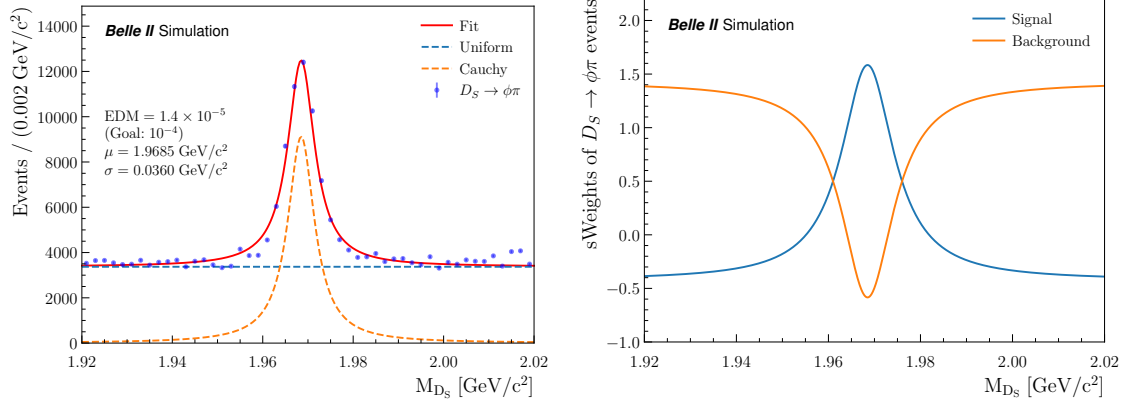 Belle II Simulation
Fit
Uniform
Cauchy
D_S → ϕπ
EDM = 1.4 × 10⁻⁵
(Goal: 10⁻⁴)
μ = 1.9685 GeV/c²
σ = 0.0360 GeV/c²
Events / (0.002 GeV/c²)
14000
12000
10000
8000
6000
4000
2000
0
1.92
1.94
1.96
1.98
2.00
2.02
M_{D_S} [GeV/c²]
Belle II Simulation
Signal
Background
sWeights of D_S → ϕπ events
2.0
1.5
1.0
0.5
0.0
−0.5
−1.0
1.92
1.94
1.96
1.98
2.00
2.02
M_{D_S} [GeV/c²]